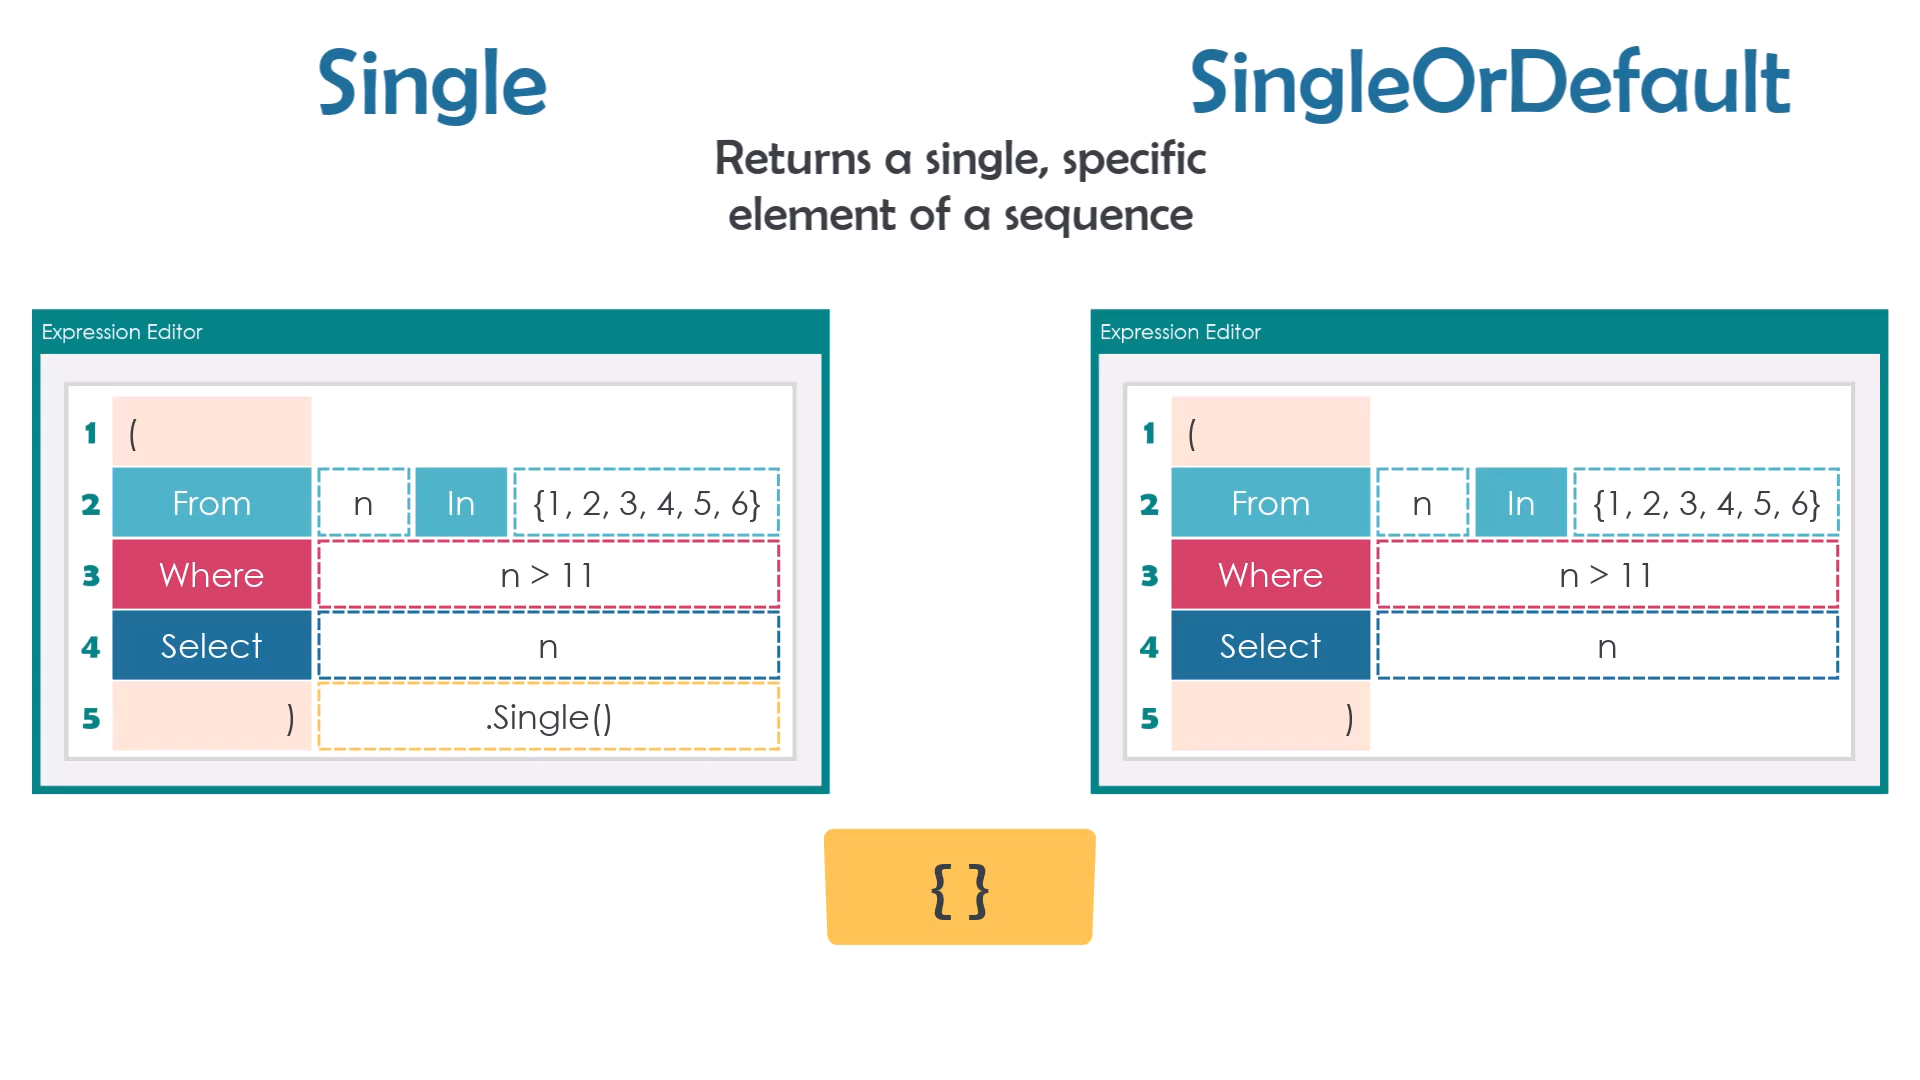 Single
SingleOrDefault
Returns a single, specific
element of a sequence
Expression Editor
1 (
2 From n In {1, 2, 3, 4, 5, 6}
3 Where n > 11
4 Select n
5 ) .Single()
Expression Editor
1 (
2 From n In {1, 2, 3, 4, 5, 6}
3 Where n > 11
4 Select n
5 )
{ }